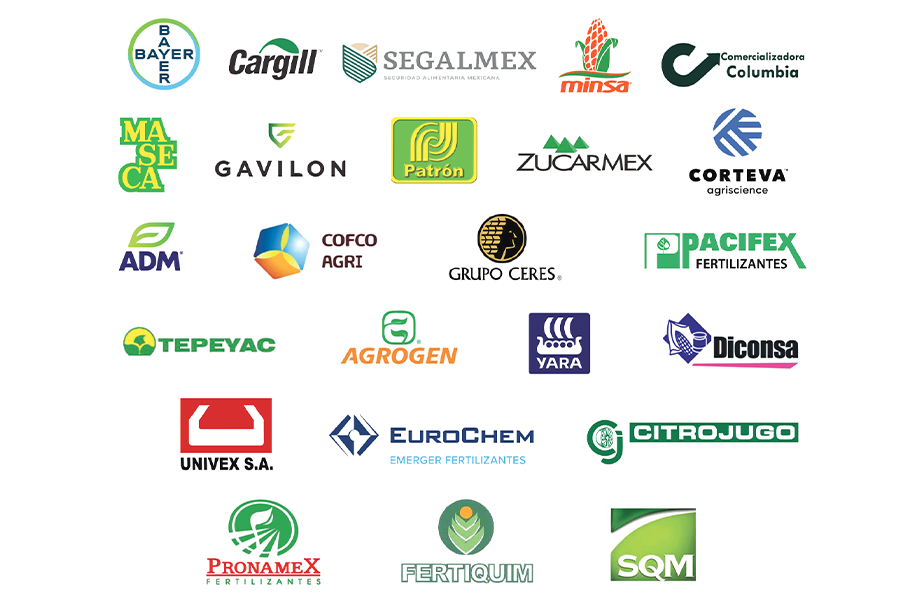 BAYER
BAYER
Cargill
SEGALMEX
SEGURIDAD ALIMENTARIA MEXICANA
minsa
Comercializadora
Columbia
MA
SE
CA
GAVILON
Patrón
ZUCARMEX
CORTEVA
agriscience
ADM
COFCO
AGRI
GRUPO CERES
PACIFEX
FERTILIZANTES
TEPEYAC
AGROGEN
YARA
Diconsa
UNIVEX S.A.
EUROCHEM
EMERGER FERTILIZANTES
CITROJUGO
PRONAMEX
FERTILIZANTES
FERTIQUIM
SQM